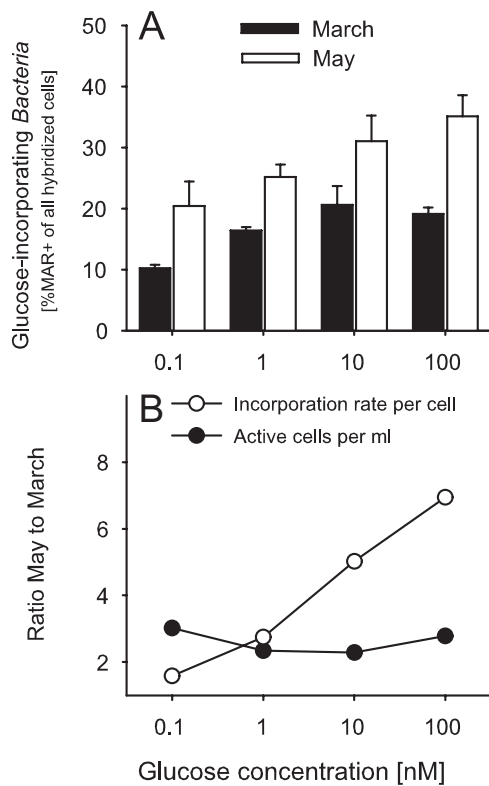 A
March
May
Glucose-incorporating Bacteria
[%MAR+ of all hybridized cells]
50
40
30
20
10
0
0.1 1 10 100
B
Incorporation rate per cell
Active cells per ml
Ratio May to March
8
6
4
2
0.1 1 10 100
Glucose concentration [nM]